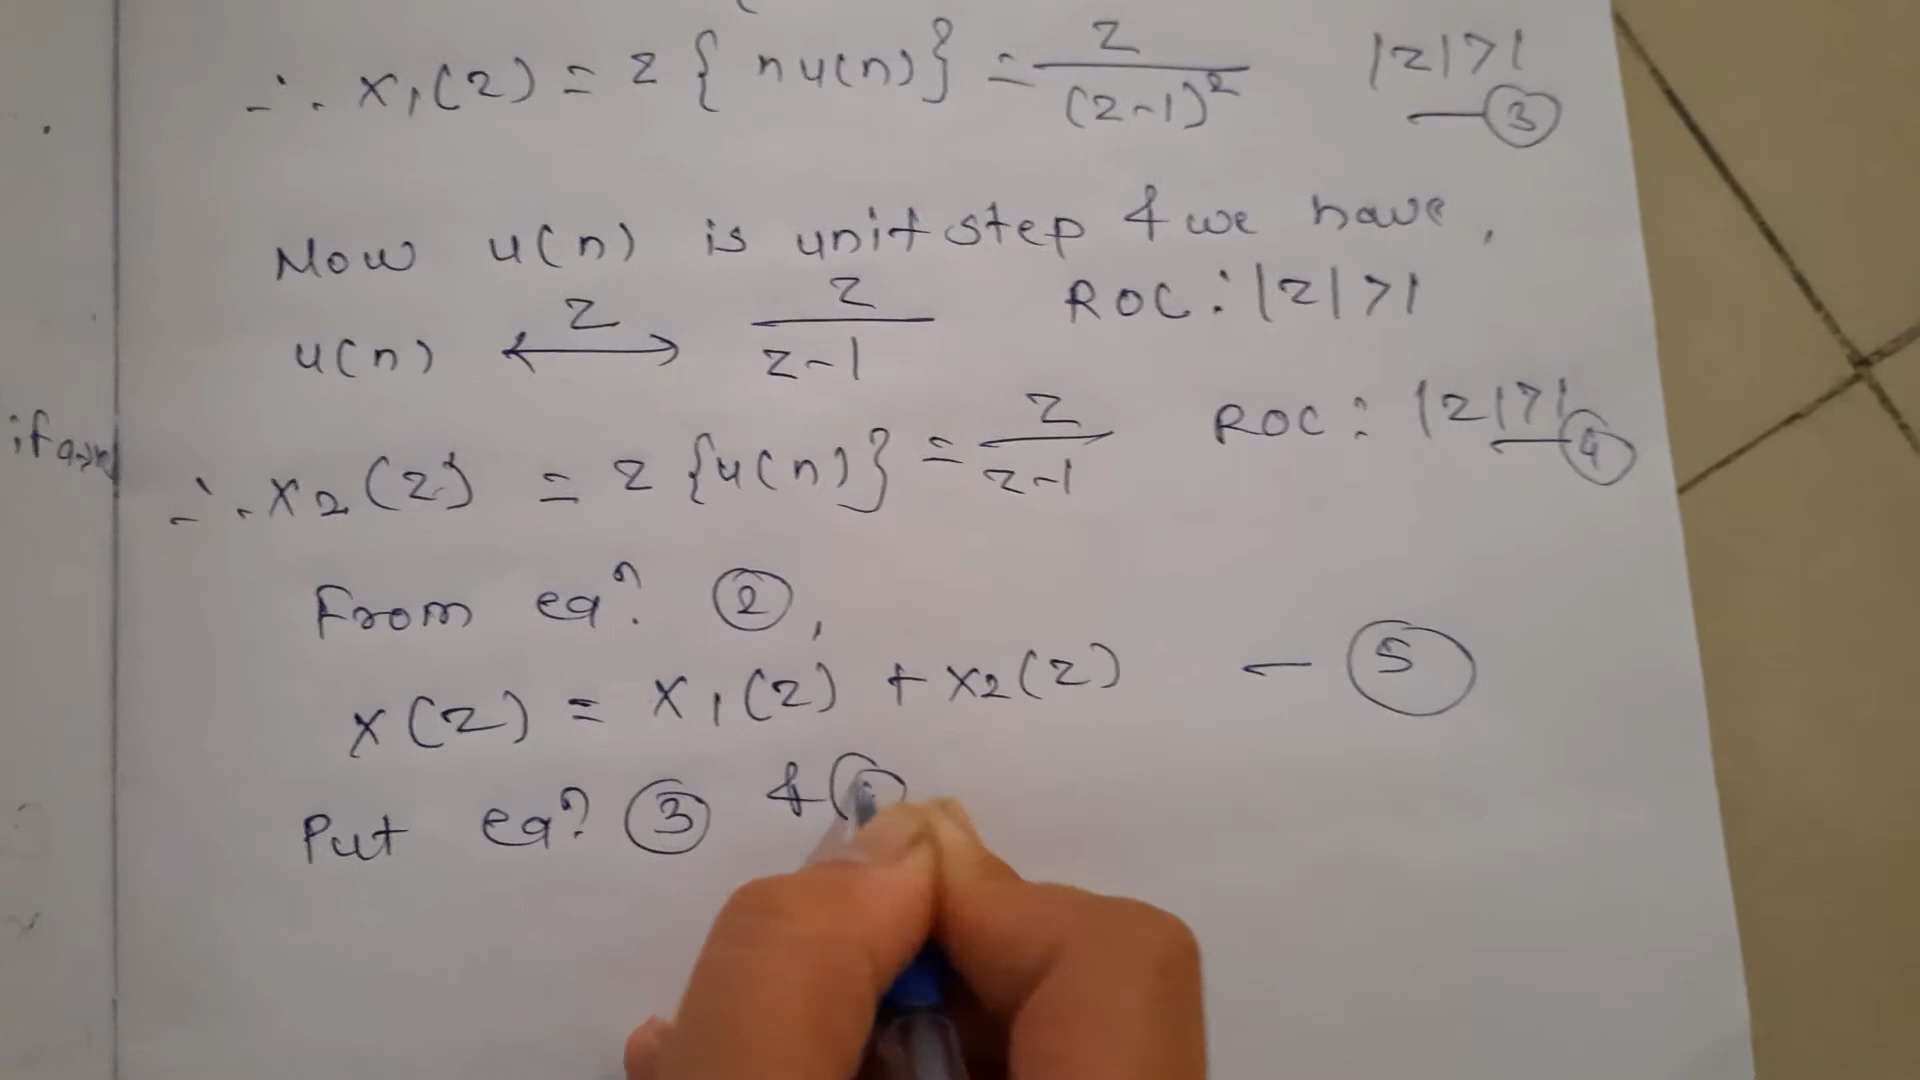 ∴ X₁(z) = z { n u(n)} = z/(z-1)² |z|>1
— ③
Now u(n) is unit step & we have,
u(n) ⟷ᶻ z/(z-1) ROC : |z|>1
∴ X₂(z) = z {u(n)} = z/(z-1) ROC : |z|>1 — ④
From eqⁿ. ②,
X(z) = X₁(z) + X₂(z) — ⑤
Put eqⁿ. ③ &